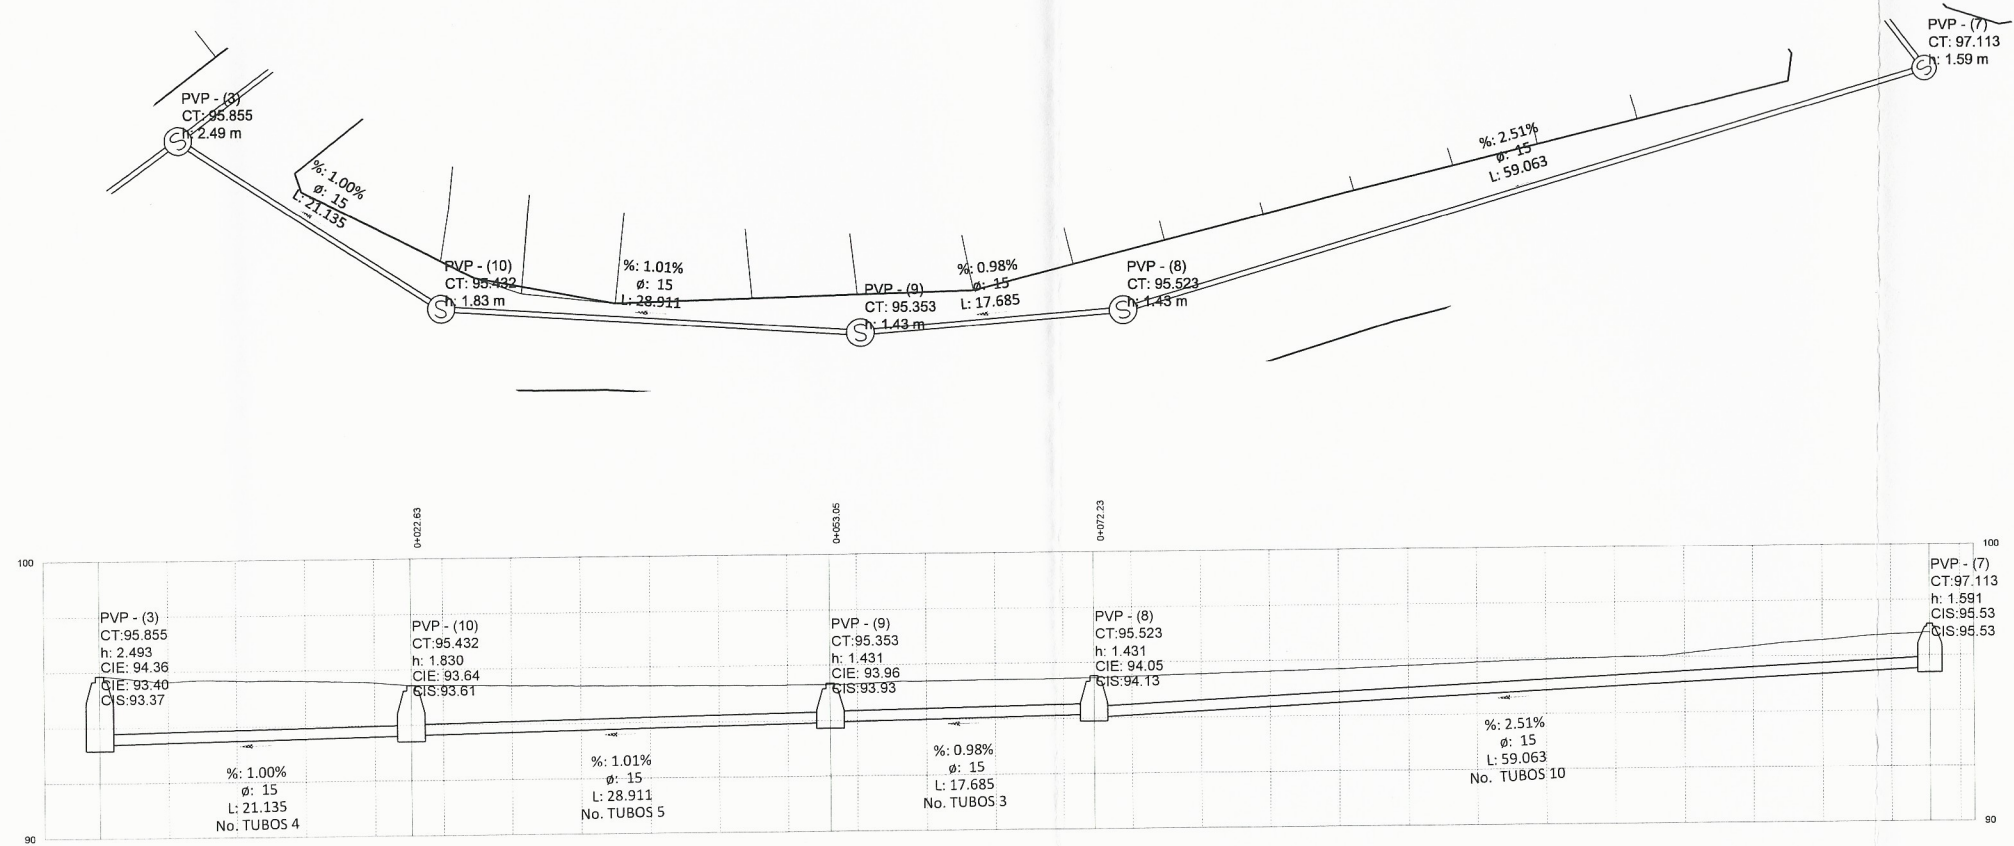 PVP - (7)
CT: 97.113
h: 1.59 m
PVP - (3)
CT: 95.855
h: 2.49 m
%: 1.00%
ø: 15
L: 21.135
PVP - (10)
CT: 95.432
h: 1.83 m
%: 1.01%
ø: 15
L: 28.911
PVP - (9)
CT: 95.353
h: 1.43 m
%: 0.98%
ø: 15
L: 17.685
PVP - (8)
CT: 95.523
h: 1.43 m
%: 2.51%
ø: 15
L: 59.063
S
S
S
S
S
0+022.63
0+053.05
0+072.23
100
100
PVP - (3)
CT:95.855
h: 2.493
CIE: 94.36
CIE: 93.40
CIS:93.37
PVP - (10)
CT:95.432
h: 1.830
CIE: 93.64
CIS:93.61
PVP - (9)
CT:95.353
h: 1.431
CIE: 93.96
CIS:93.93
PVP - (8)
CT:95.523
h: 1.431
CIE: 94.05
CIS:94.13
PVP - (7)
CT:97.113
h: 1.591
CIS:95.53
CIS:95.53
%: 1.00%
ø: 15
L: 21.135
No. TUBOS 4
%: 1.01%
ø: 15
L: 28.911
No. TUBOS 5
%: 0.98%
ø: 15
L: 17.685
No. TUBOS 3
%: 2.51%
ø: 15
L: 59.063
No. TUBOS 10
90
90